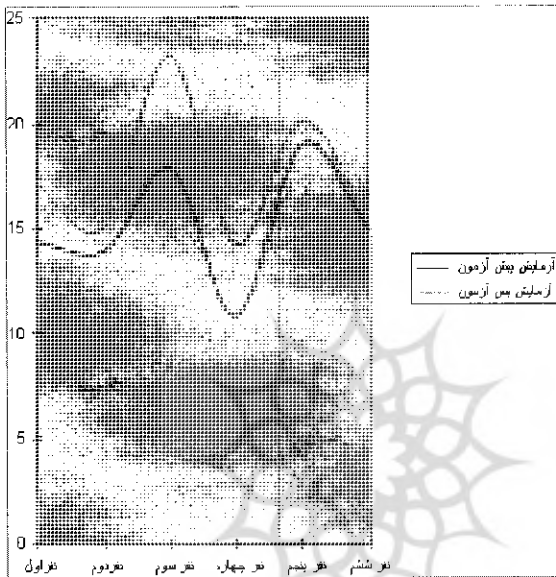 25
20
15
10
5
0
نفر اول نفر دوم نفر سوم نفر چهارم نفر پنجم نفر ششم
آزمایش پیش آزمون
آزمایش پس آزمون